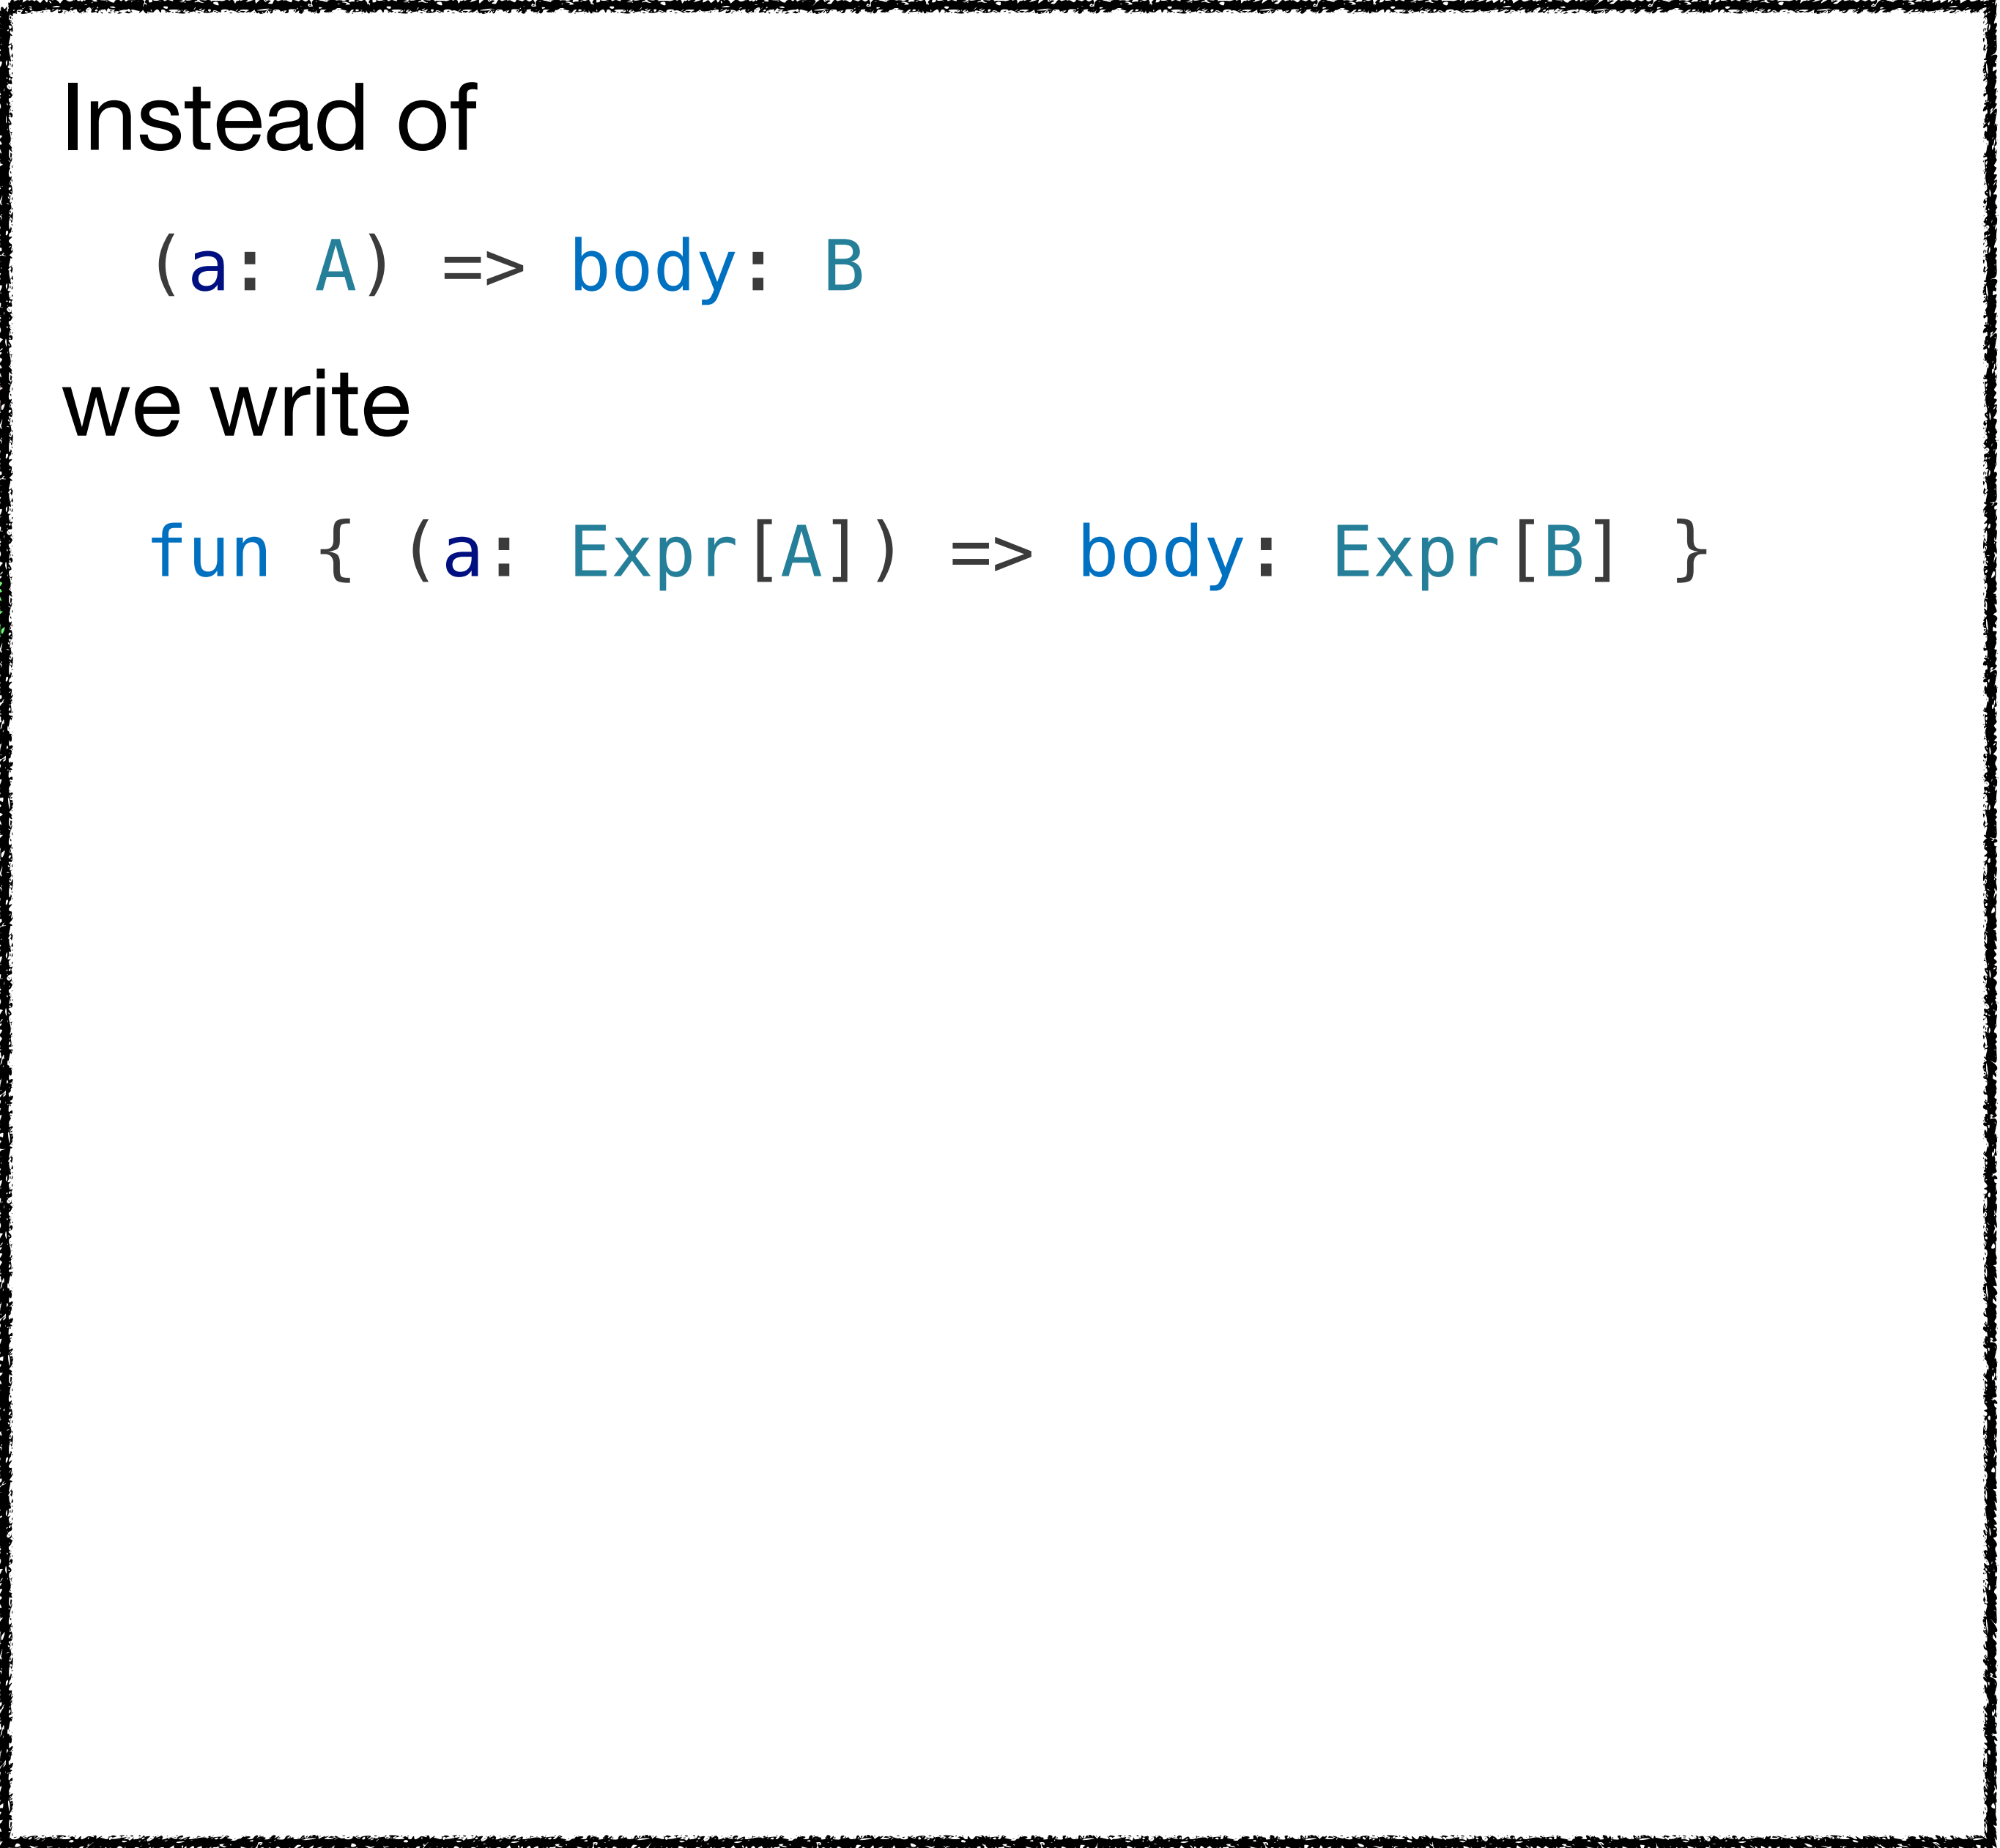 Instead of
(a: A) => body: B
we write
fun { (a: Expr[A]) => body: Expr[B] }